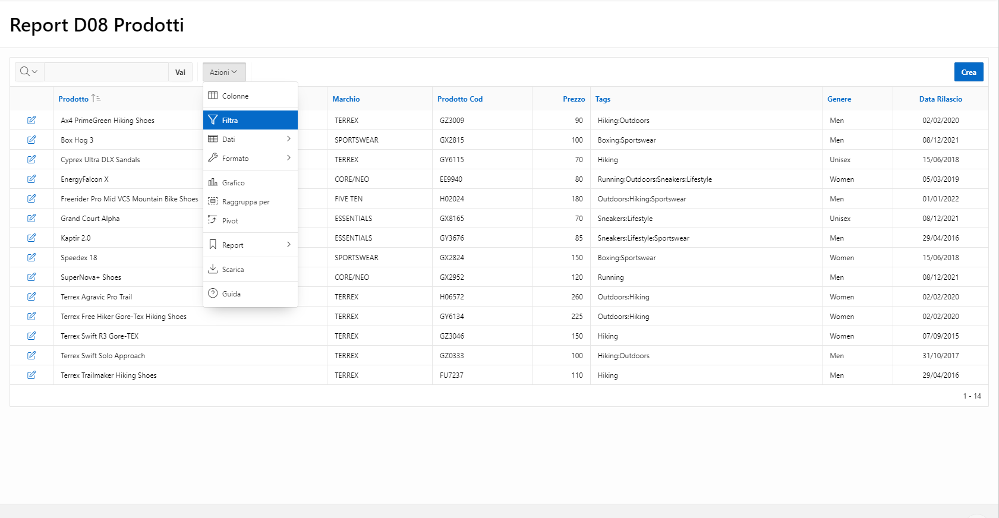 Report D08 Prodotti
Vai
Azioni
Crea
Colonne
Filtra
Dati
Formato
Grafico
Raggruppa per
Pivot
Report
Scarica
Guida
Prodotto Marchio Prodotto Cod Prezzo Tags Genere Data Rilascio
Ax4 PrimeGreen Hiking Shoes TERREX GZ3009 90 Hiking:Outdoors Men 02/02/2020
Box Hog 3 SPORTSWEAR GX2815 100 Boxing:Sportswear Men 08/12/2021
Cyprex Ultra DLX Sandals TERREX GY6115 70 Hiking Unisex 15/06/2018
EnergyFalcon X CORE/NEO EE9940 80 Running:Outdoors:Sneakers:Lifestyle Women 05/03/2019
Freerider Pro Mid VCS Mountain Bike Shoes FIVE TEN H02024 180 Outdoors:Hiking:Sportswear Men 01/01/2022
Grand Court Alpha ESSENTIALS GX8165 70 Sneakers:Lifestyle Unisex 08/12/2021
Kaptir 2.0 ESSENTIALS GY3676 85 Sneakers:Lifestyle:Sportswear Men 29/04/2016
Speedex 18 SPORTSWEAR GX2824 150 Boxing:Sportswear Women 15/06/2018
SuperNova+ Shoes CORE/NEO GX2952 120 Running Men 08/12/2021
Terrex Agravic Pro Trail TERREX H06572 260 Outdoors:Hiking Women 02/02/2020
Terrex Free Hiker Gore-Tex Hiking Shoes TERREX GY6134 225 Outdoors:Hiking Women 02/02/2020
Terrex Swift R3 Gore-TEX TERREX GZ3046 150 Hiking Women 07/09/2015
Terrex Swift Solo Approach TERREX GZ0333 100 Hiking:Outdoors Men 31/10/2017
Terrex Trailmaker Hiking Shoes TERREX FU7237 110 Hiking Men 29/04/2016
1 - 14